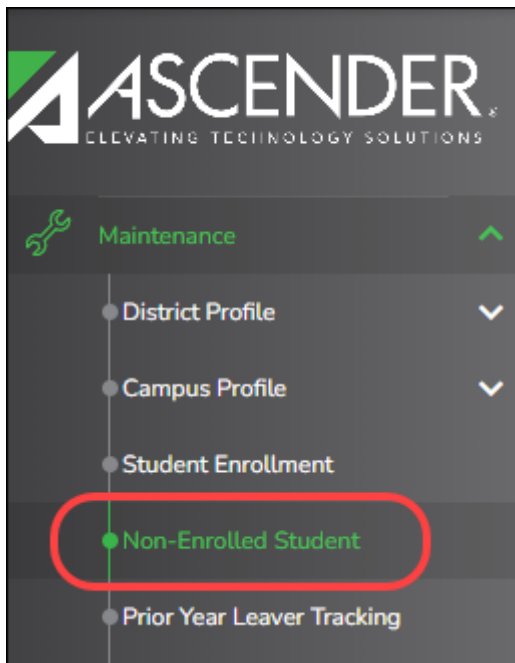 ASCENDER
ELEVATING TECHNOLOGY SOLUTIONS
Maintenance
District Profile
Campus Profile
Student Enrollment
Non-Enrolled Student
Prior Year Leaver Tracking